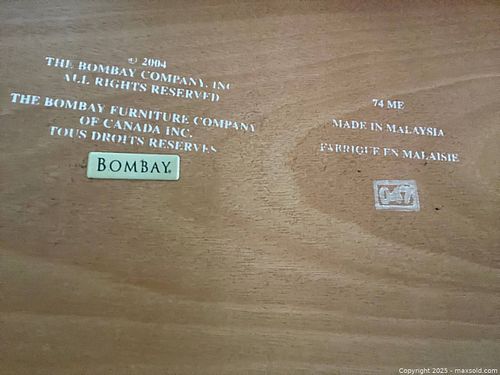 © 2004
THE BOMBAY COMPANY, INC
ALL RIGHTS RESERVED
THE BOMBAY FURNITURE COMPANY
OF CANADA INC.
TOUS DROITS RESERVES
BOMBAY®
74 ME
MADE IN MALAYSIA
FABRIQUE EN MALAISIE
Copyright 2025 - maxsold.com